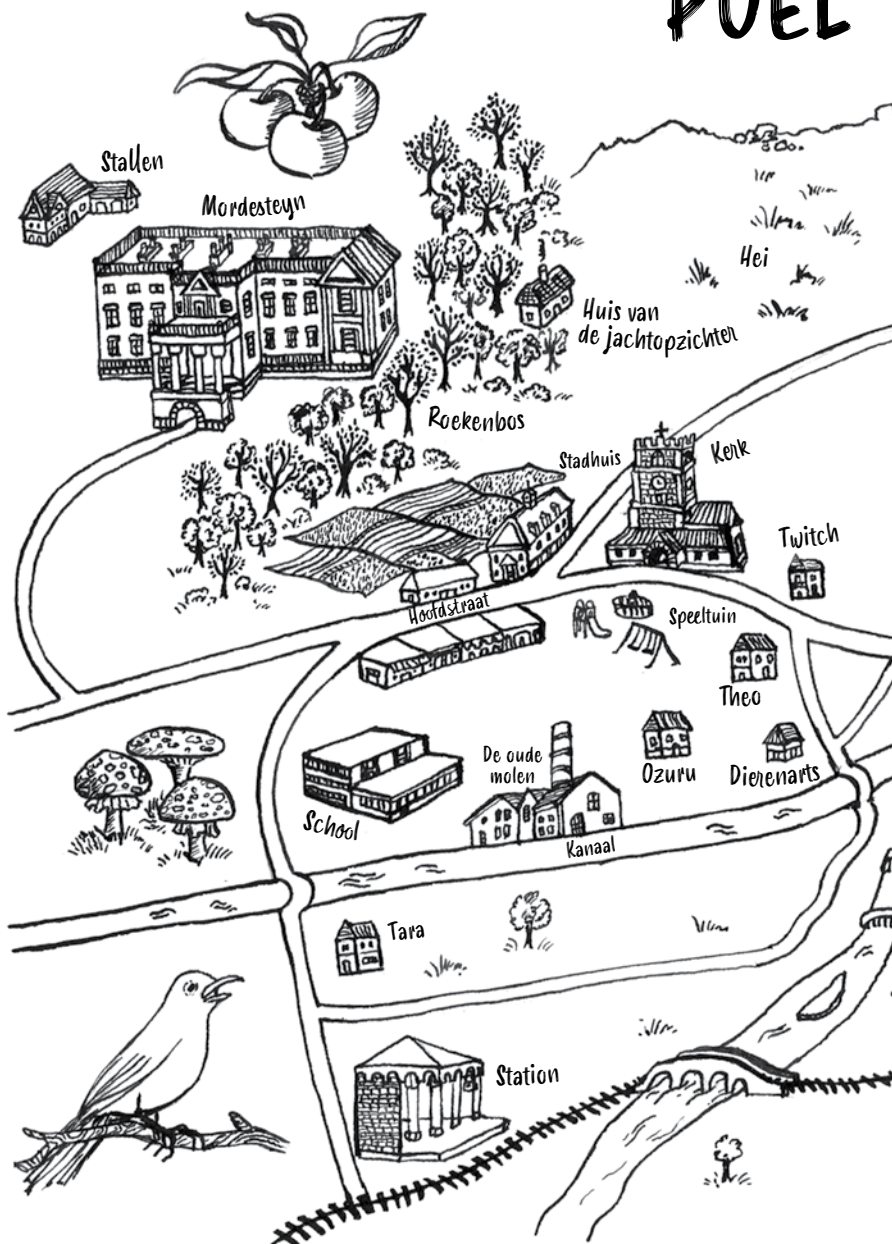 POEL
Stallen
Mordesteyn
Hei
Huis van
de jachtopzichter
Roekenbos
Stadhuis
Kerk
Twitch
Hoofdstraat
Speeltuin
Theo
De oude
molen
Ozuru
Dierenarts
School
Kanaal
Tara
Station